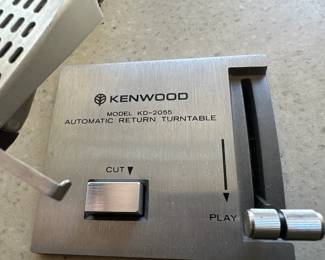 KENWOOD
MODEL KD-2055
AUTOMATIC RETURN TURNTABLE
CUT
PLAY